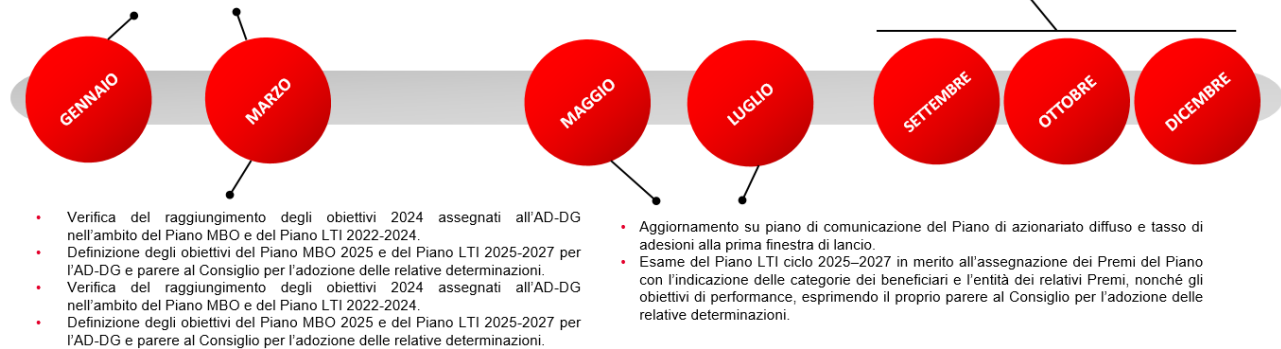 GENNAIO
MARZO
MAGGIO
LUGLIO
SETTEMBRE
OTTOBRE
DICEMBRE
• Verifica del raggiungimento degli obiettivi 2024 assegnati all'AD-DG
nell'ambito del Piano MBO e del Piano LTI 2022-2024.
• Definizione degli obiettivi del Piano MBO 2025 e del Piano LTI 2025-2027 per
l'AD-DG e parere al Consiglio per l'adozione delle relative determinazioni.
• Verifica del raggiungimento degli obiettivi 2024 assegnati all'AD-DG
nell'ambito del Piano MBO e del Piano LTI 2022-2024.
• Definizione degli obiettivi del Piano MBO 2025 e del Piano LTI 2025-2027 per
l'AD-DG e parere al Consiglio per l'adozione delle relative determinazioni.
• Aggiornamento su piano di comunicazione del Piano di azionariato diffuso e tasso di
adesioni alla prima finestra di lancio.
• Esame del Piano LTI ciclo 2025–2027 in merito all'assegnazione dei Premi del Piano
con l'indicazione delle categorie dei beneficiari e l'entità dei relativi Premi, nonché gli
obiettivi di performance, esprimendo il proprio parere al Consiglio per l'adozione delle
relative determinazioni.